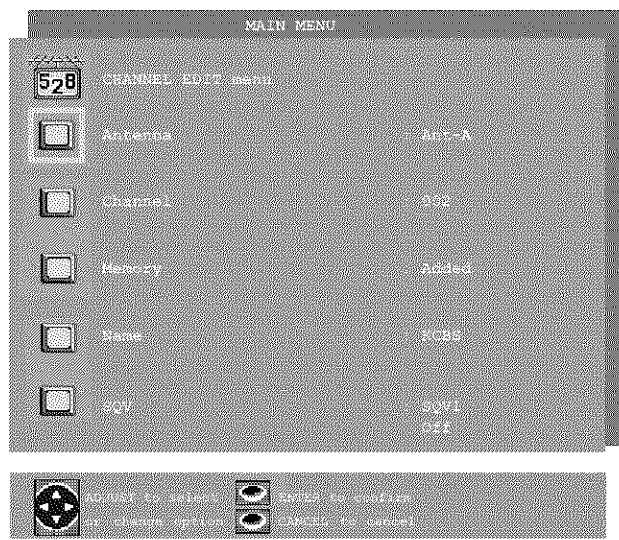 MAIN MENU
528
CHANNEL EDIT menu
Antenna Ant-A
Channel 002
Memory Added
Name KCBS
SQV SQV1
Off
ADJUST to select ENTER to confirm
or change option CANCEL to cancel